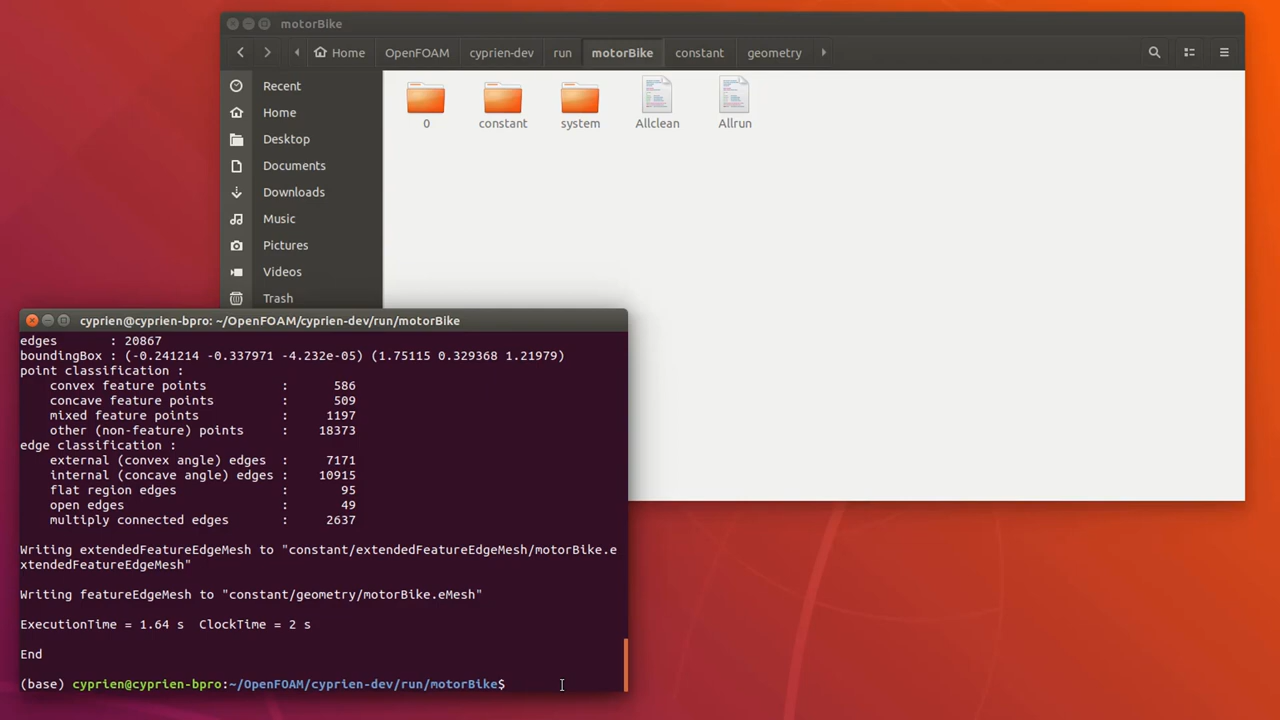 motorBike
Home OpenFOAM cyprien-dev run motorBike constant geometry
Recent
Home
Desktop
Documents
Downloads
Music
Pictures
Videos
Trash
0 constant system Allclean Allrun
cyprien@cyprien-bpro: ~/OpenFOAM/cyprien-dev/run/motorBike
edges : 20867
boundingBox : (-0.241214 -0.337971 -4.232e-05) (1.75115 0.329368 1.21979)
point classification :
convex feature points : 586
concave feature points : 509
mixed feature points : 1197
other (non-feature) points : 18373
edge classification :
external (convex angle) edges : 7171
internal (concave angle) edges : 10915
flat region edges : 95
open edges : 49
multiply connected edges : 2637
Writing extendedFeatureEdgeMesh to "constant/extendedFeatureEdgeMesh/motorBike.e
xtendedFeatureEdgeMesh"
Writing featureEdgeMesh to "constant/geometry/motorBike.eMesh"
ExecutionTime = 1.64 s ClockTime = 2 s
End
(base) cyprien@cyprien-bpro:~/OpenFOAM/cyprien-dev/run/motorBike$